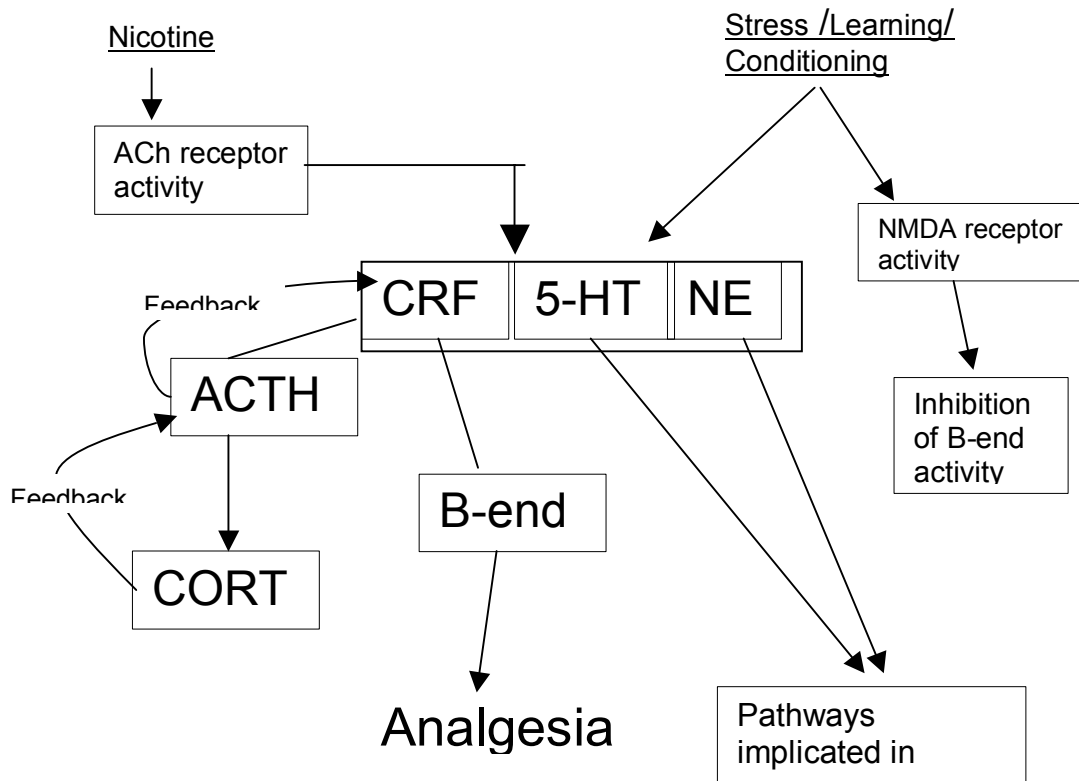 Nicotine
Stress /Learning/
Conditioning
ACh receptor
activity
NMDA receptor
activity
Feedback
CRF
5-HT
NE
ACTH
Inhibition
of B-end
activity
Feedback
B-end
CORT
Analgesia
Pathways
implicated in